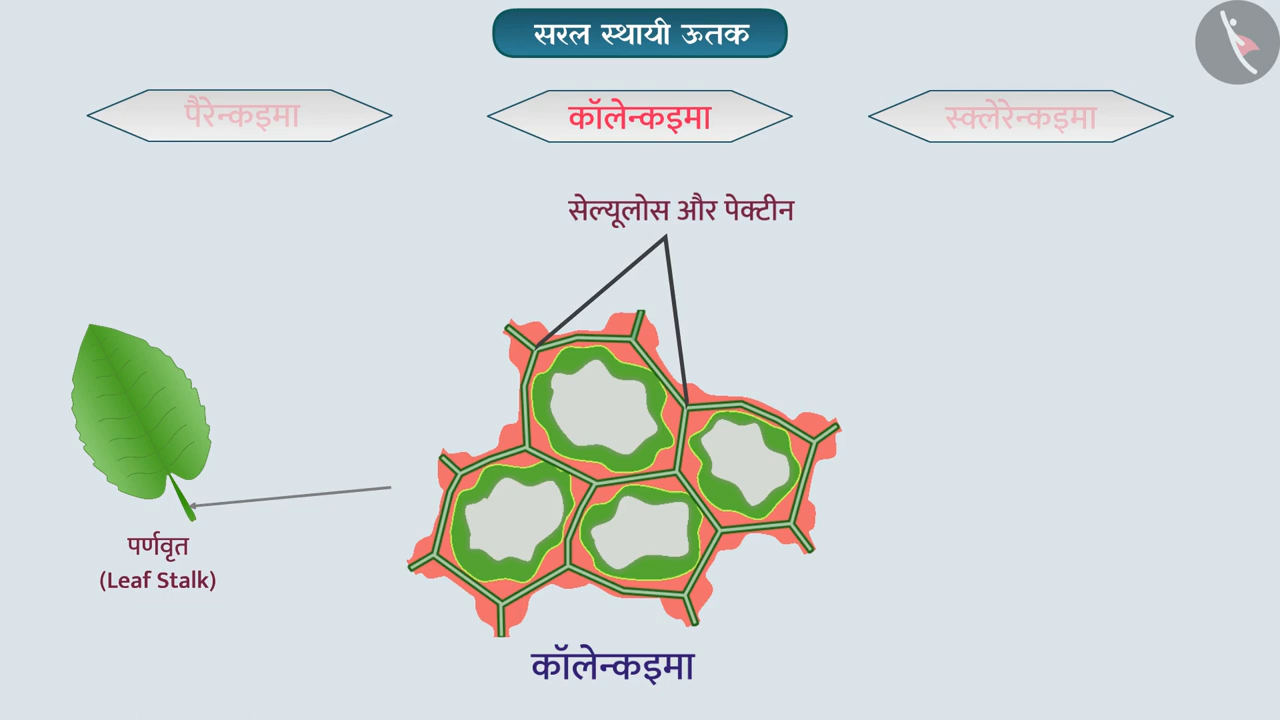 सरल स्थायी ऊतक
पैरेन्कइमा
कॉलेन्कइमा
स्क्लेरेन्कइमा
सेल्यूलोस और पेक्टीन
पर्णवृत
(Leaf Stalk)
कॉलेन्कइमा